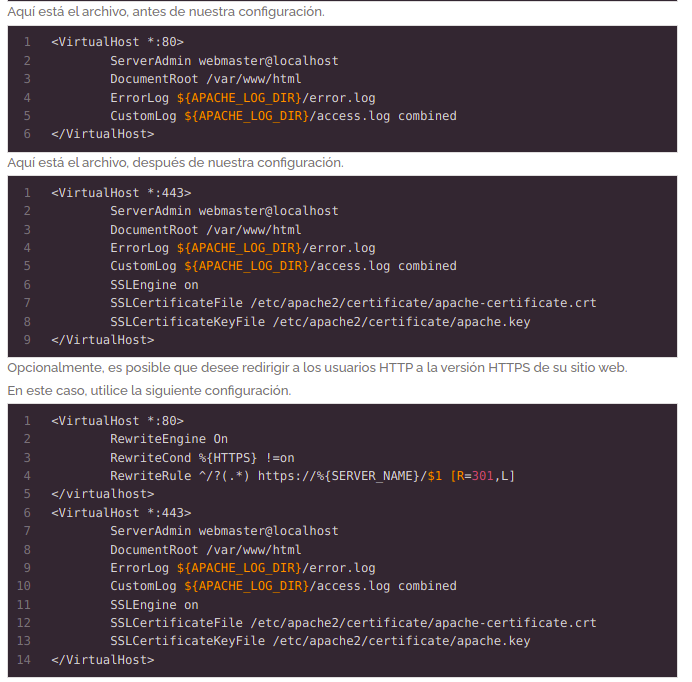 Aquí está el archivo, antes de nuestra configuración.
1 <VirtualHost *:80>
2 ServerAdmin webmaster@localhost
3 DocumentRoot /var/www/html
4 ErrorLog ${APACHE_LOG_DIR}/error.log
5 CustomLog ${APACHE_LOG_DIR}/access.log combined
6 </VirtualHost>
Aquí está el archivo, después de nuestra configuración.
1 <VirtualHost *:443>
2 ServerAdmin webmaster@localhost
3 DocumentRoot /var/www/html
4 ErrorLog ${APACHE_LOG_DIR}/error.log
5 CustomLog ${APACHE_LOG_DIR}/access.log combined
6 SSLEngine on
7 SSLCertificateFile /etc/apache2/certificate/apache-certificate.crt
8 SSLCertificateKeyFile /etc/apache2/certificate/apache.key
9 </VirtualHost>
Opcionalmente, es posible que desee redirigir a los usuarios HTTP a la versión HTTPS de su sitio web.
En este caso, utilice la siguiente configuración.
1 <VirtualHost *:80>
2 RewriteEngine On
3 RewriteCond %{HTTPS} !=on
4 RewriteRule ^/?(.*) https://%{SERVER_NAME}/$1 [R=301,L]
5 </virtualhost>
6 <VirtualHost *:443>
7 ServerAdmin webmaster@localhost
8 DocumentRoot /var/www/html
9 ErrorLog ${APACHE_LOG_DIR}/error.log
10 CustomLog ${APACHE_LOG_DIR}/access.log combined
11 SSLEngine on
12 SSLCertificateFile /etc/apache2/certificate/apache-certificate.crt
13 SSLCertificateKeyFile /etc/apache2/certificate/apache.key
14 </VirtualHost>